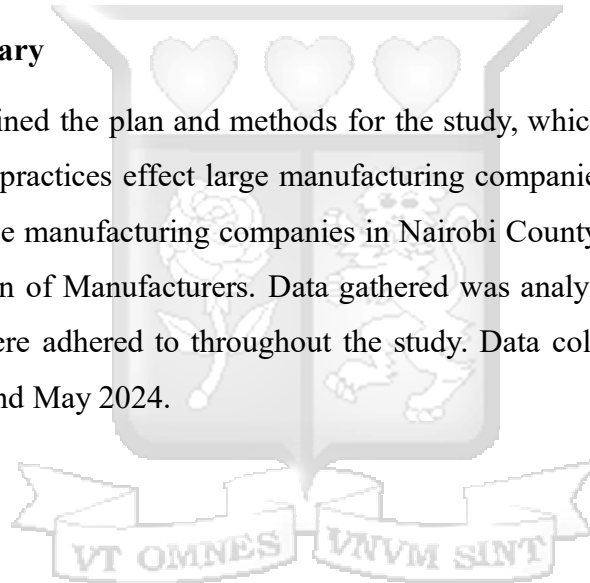 ary
ined the plan and methods for the study, whic
practices effect large manufacturing companie
e manufacturing companies in Nairobi County
n of Manufacturers. Data gathered was analy
ere adhered to throughout the study. Data col
nd May 2024.
VT OMNES VNVM SINT